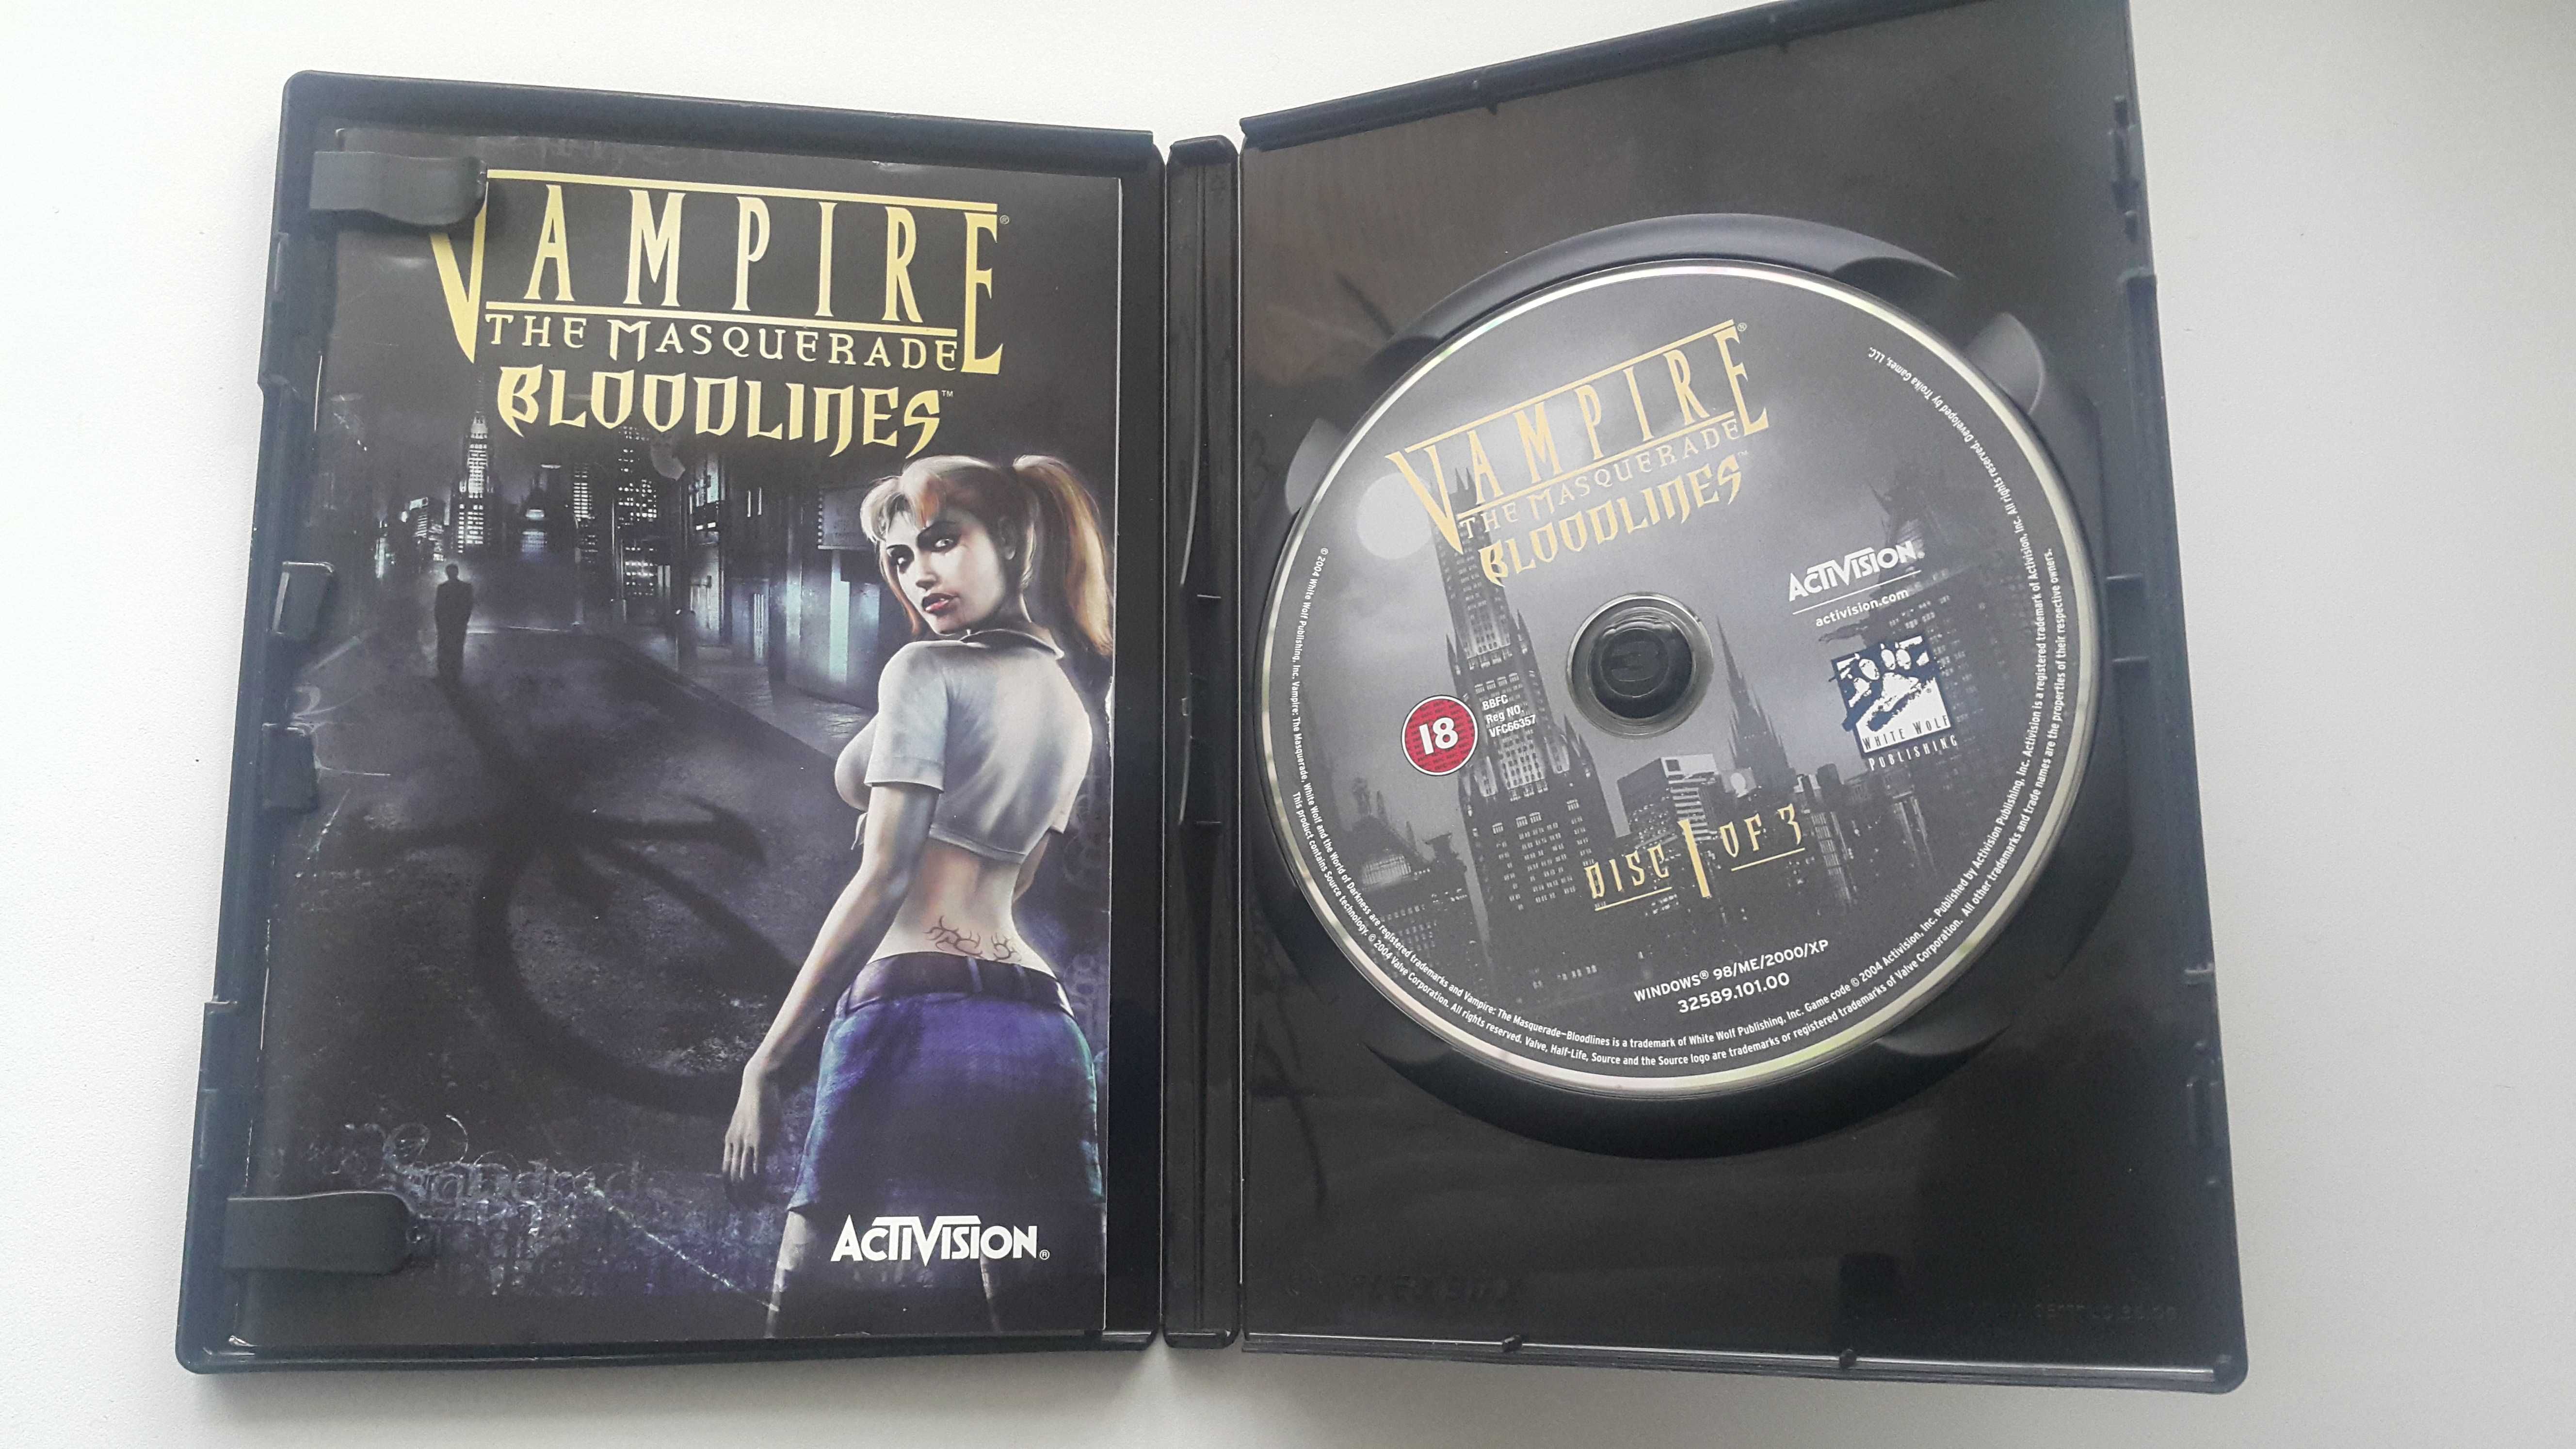 VAMPIRE®
THE MASQUERADE
BLOODLINES™
ACTIVISION®
VAMPIRE®
THE MASQUERADE
BLOODLINES™
ACTIVISION®
activision.com
WHITE WOLF
PUBLISHING
18
BBFC
Reg NO.
VFC66357
DISC 1 OF 3
WINDOWS® 98/ME/2000/XP
32589.101.00
© 2004 White Wolf Publishing, Inc. Vampire: The Masquerade, White Wolf and the World of Darkness are registered trademarks and Vampire: The Masquerade—Bloodlines is a trademark of White Wolf Publishing, Inc. Game code © 2004 Activision, Inc. Published by Activision Publishing, Inc. Activision is a registered trademark of Activision, Inc. All rights reserved. Developed by Troika Games, LLC.
This product contains Source technology. © 2004 Valve Corporation. All rights reserved. Valve, Half-Life, Source and the Source logo are trademarks or registered trademarks of Valve Corporation. All other trademarks and trade names are the properties of their respective owners.